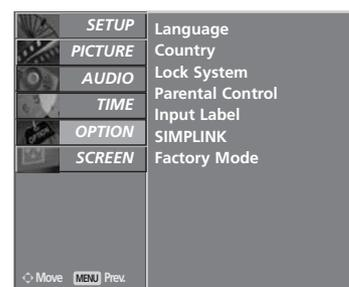 SETUP
PICTURE
AUDIO
TIME
OPTION
SCREEN
Language
Country
Lock System
Parental Control
Input Label
SIMPLINK
Factory Mode
Move MENU Prev.